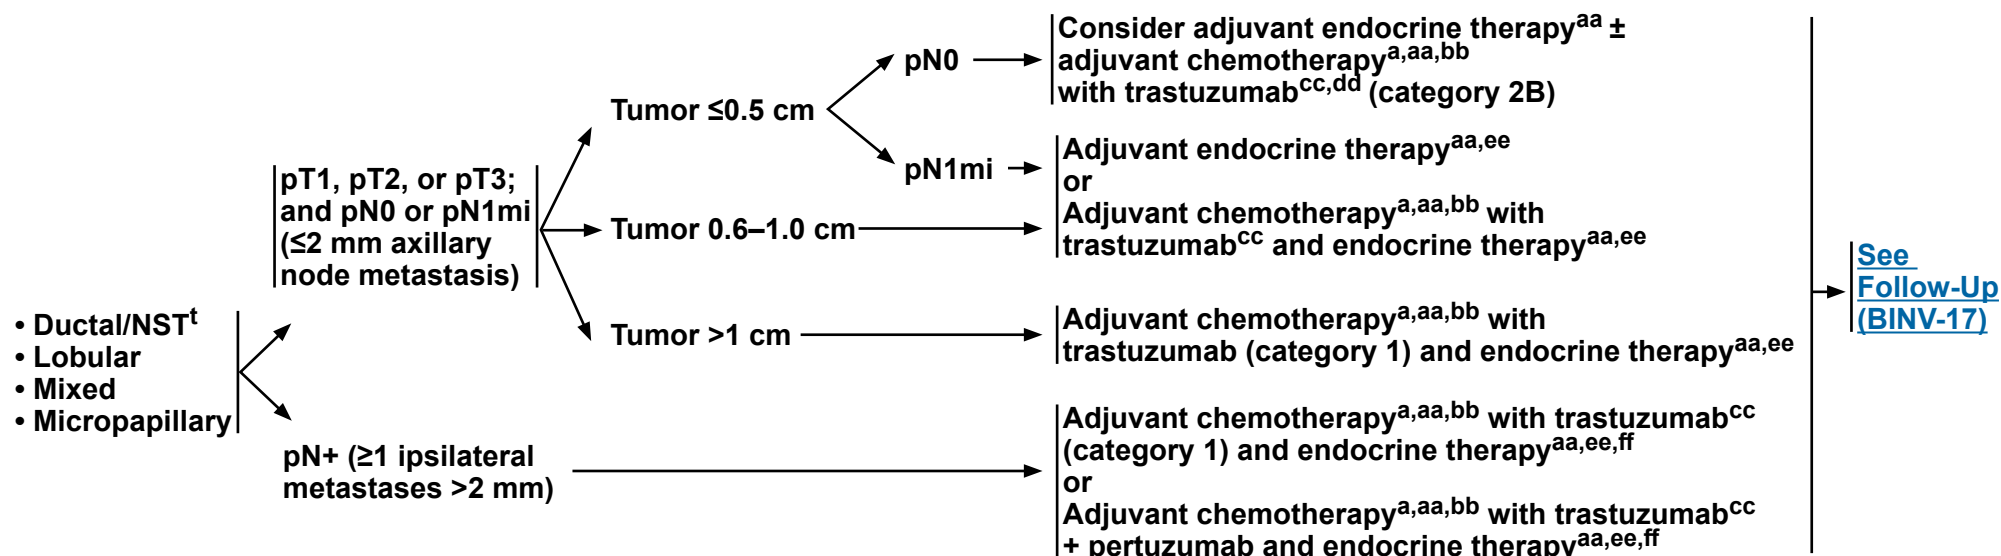 • Ductal/NSTᵗ
• Lobular
• Mixed
• Micropapillary
pT1, pT2, or pT3;
and pN0 or pN1mi
(≤2 mm axillary
node metastasis)
pN+ (≥1 ipsilateral
metastases >2 mm)
Tumor ≤0.5 cm
Tumor 0.6–1.0 cm
Tumor >1 cm
pN0
pN1mi
Consider adjuvant endocrine therapyaa ±
adjuvant chemotherapya,aa,bb
with trastuzumabcc,dd (category 2B)
Adjuvant endocrine therapyaa,ee
or
Adjuvant chemotherapya,aa,bb with
trastuzumabcc and endocrine therapyaa,ee
Adjuvant chemotherapya,aa,bb with
trastuzumab (category 1) and endocrine therapyaa,ee
Adjuvant chemotherapya,aa,bb with trastuzumabcc
(category 1) and endocrine therapyaa,ee,ff
or
Adjuvant chemotherapya,aa,bb with trastuzumabcc
+ pertuzumab and endocrine therapyaa,ee,ff
See
Follow-Up
(BINV-17)